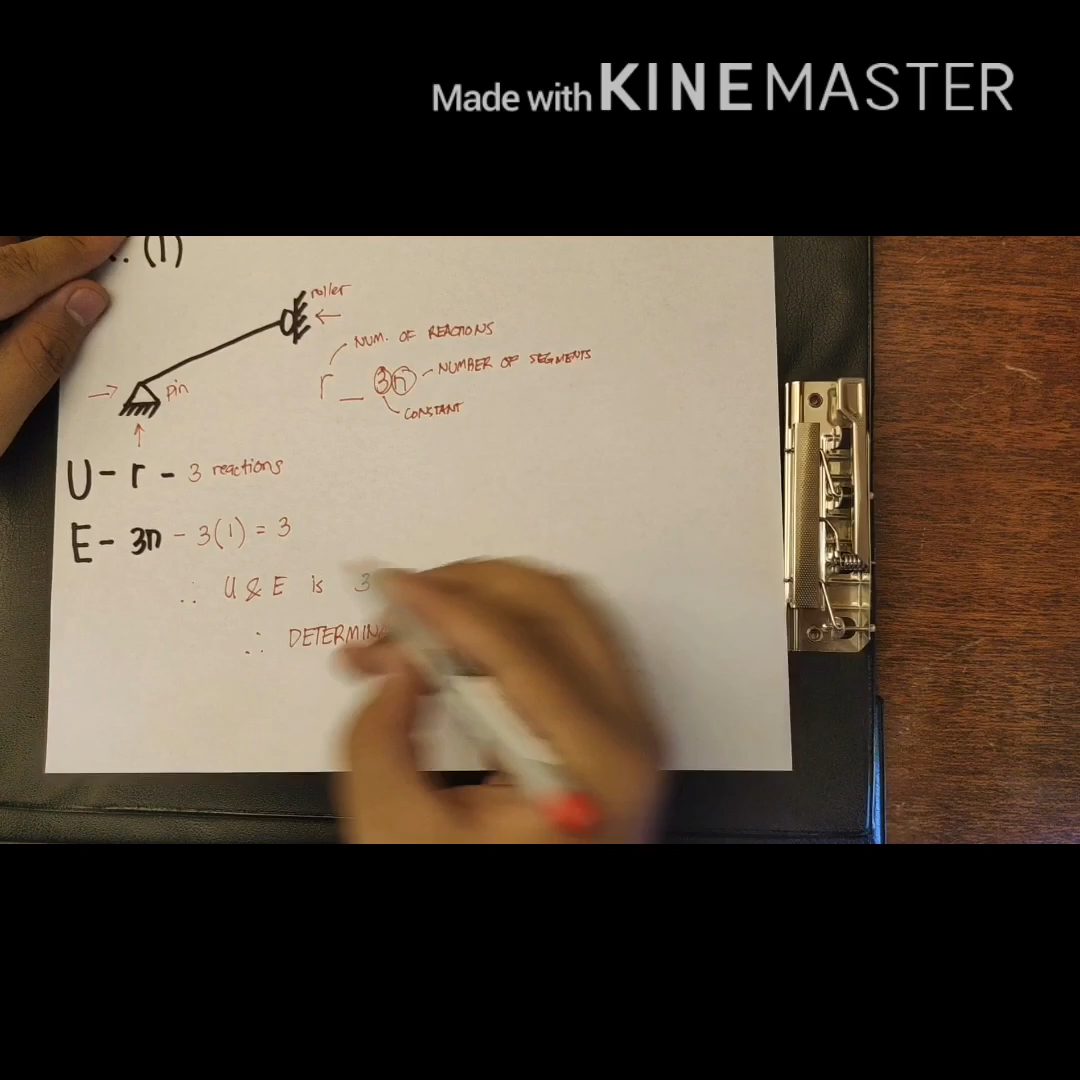 Made with KINEMASTER
(1)
roller
NUM. OF REACTIONS
NUMBER OF SEGMENTS
r _ 3n
pin
CONSTANT
U - r - 3 reactions
E - 3n - 3(1) = 3
∴ U & E is 3
∴